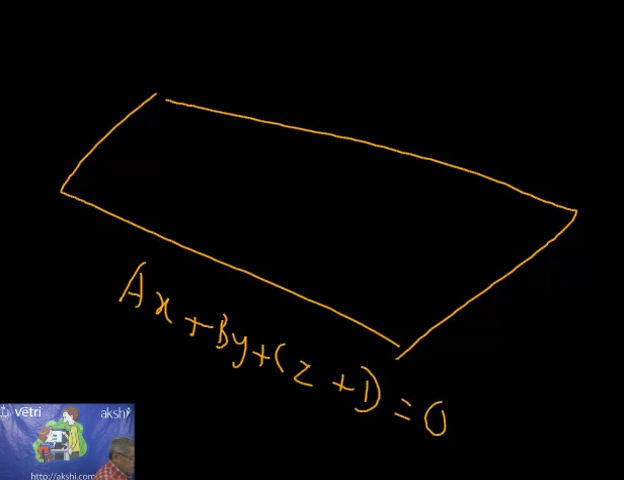 Ax + By + Cz + D = 0
vetri akshi
http://akshi.com